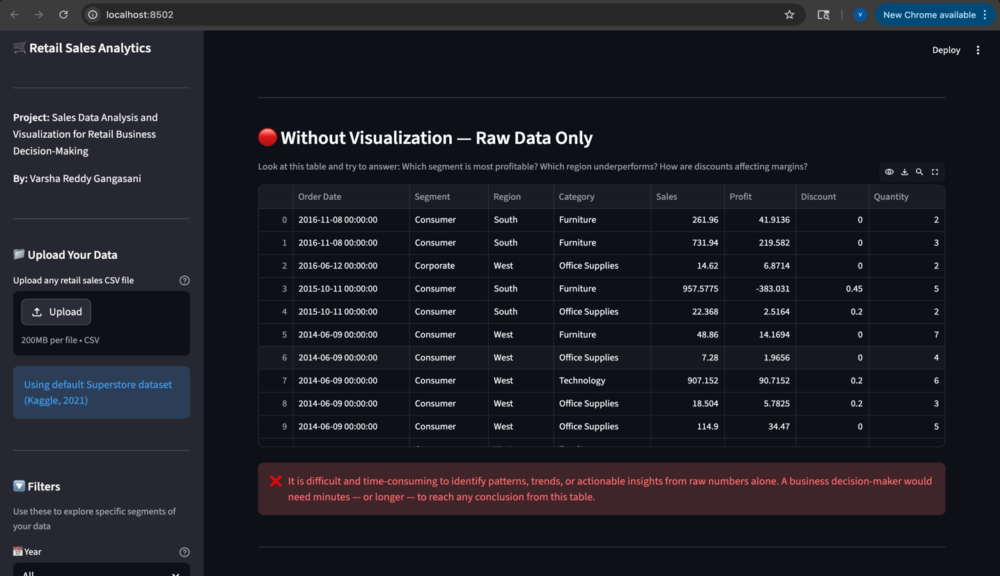 localhost:8502
V
New Chrome available
Retail Sales Analytics
Project: Sales Data Analysis and
Visualization for Retail Business
Decision-Making
By: Varsha Reddy Gangasani
Upload Your Data
Upload any retail sales CSV file
Upload
200MB per file • CSV
Using default Superstore dataset
(Kaggle, 2021)
Filters
Use these to explore specific segments of
your data
17 Year
All
Deploy
Without Visualization — Raw Data Only
Look at this table and try to answer: Which segment is most profitable? Which region underperforms? How are discounts affecting margins?
Order Date Segment Region Category Sales Profit Discount Quantity
0 2016-11-08 00:00:00 Consumer South Furniture 261.96 41.9136 0 2
1 2016-11-08 00:00:00 Consumer South Furniture 731.94 219.582 0 3
2 2016-06-12 00:00:00 Corporate West Office Supplies 14.62 6.8714 0 2
3 2015-10-11 00:00:00 Consumer South Furniture 957.5775 -383.031 0.45 5
4 2015-10-11 00:00:00 Consumer South Office Supplies 22.368 2.5164 0.2 2
5 2014-06-09 00:00:00 Consumer West Furniture 48.86 14.1694 0 7
6 2014-06-09 00:00:00 Consumer West Office Supplies 7.28 1.9656 0 4
7 2014-06-09 00:00:00 Consumer West Technology 907.152 90.7152 0.2 6
8 2014-06-09 00:00:00 Consumer West Office Supplies 18.504 5.7825 0.2 3
9 2014-06-09 00:00:00 Consumer West Office Supplies 114.9 34.47 0 5
It is difficult and time-consuming to identify patterns, trends, or actionable insights from raw numbers alone. A business decision-maker would
need minutes — or longer — to reach any conclusion from this table.